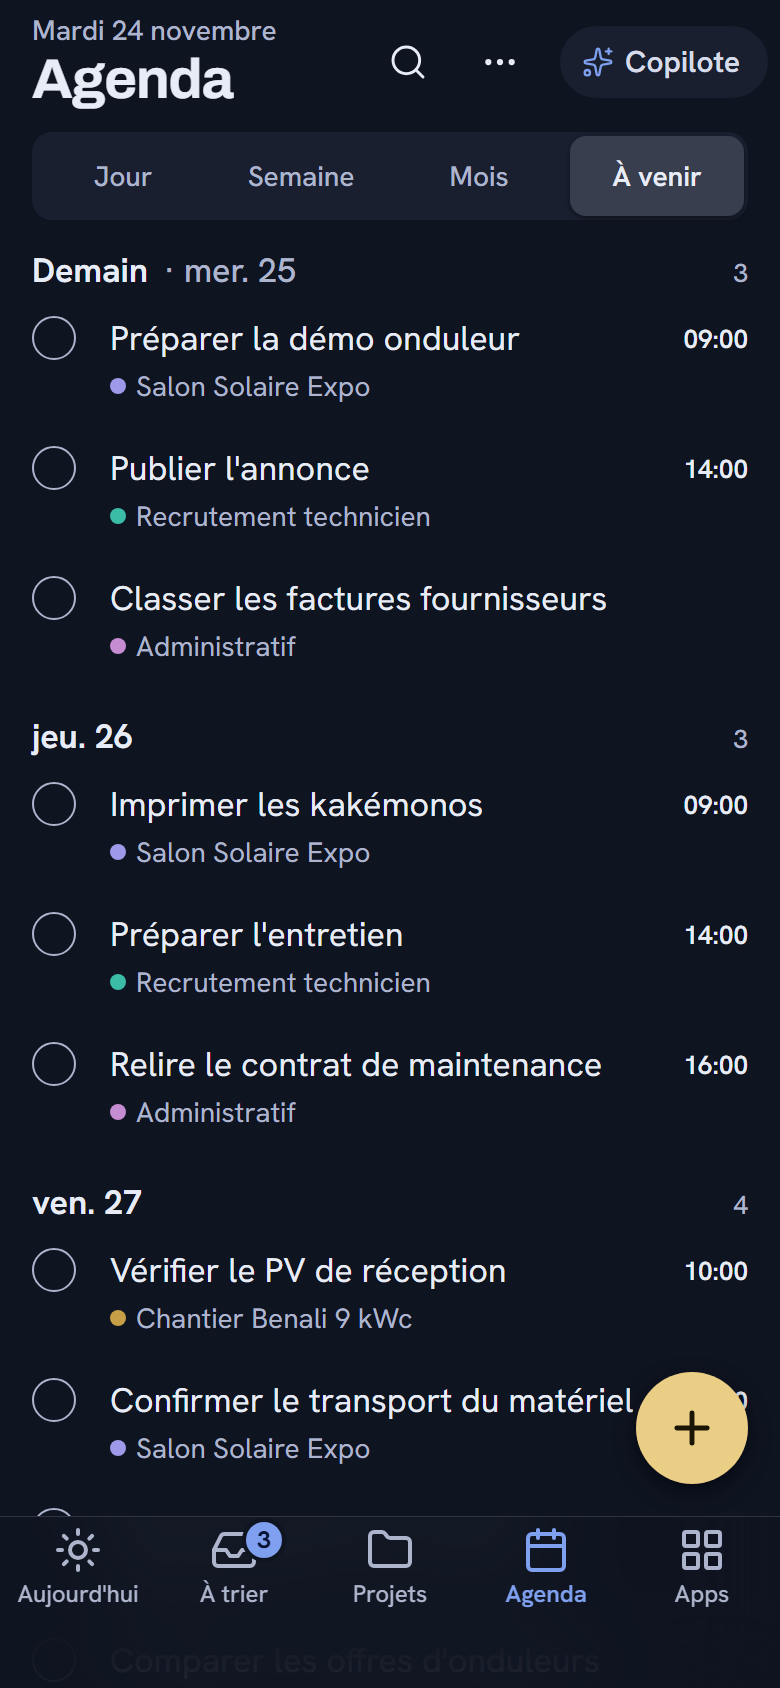 Mardi 24 novembre
Agenda
Copilote
Jour Semaine Mois À venir
Demain · mer. 25 3
Préparer la démo onduleur 09:00
Salon Solaire Expo
Publier l'annonce 14:00
Recrutement technicien
Classer les factures fournisseurs
Administratif
jeu. 26 3
Imprimer les kakémonos 09:00
Salon Solaire Expo
Préparer l'entretien 14:00
Recrutement technicien
Relire le contrat de maintenance 16:00
Administratif
ven. 27 4
Vérifier le PV de réception 10:00
Chantier Benali 9 kWc
Confirmer le transport du matériel
Salon Solaire Expo
3
Aujourd'hui À trier Projets Agenda Apps
Comparer les offres d'onduleurs